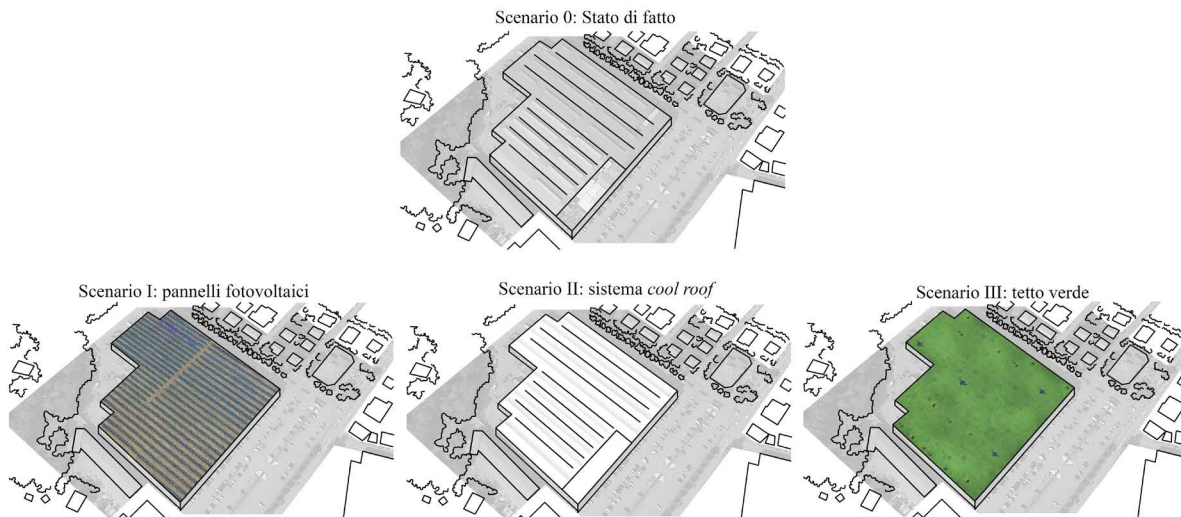 Scenario 0: Stato di fatto
Scenario I: pannelli fotovoltaici
Scenario II: sistema cool roof
Scenario III: tetto verde